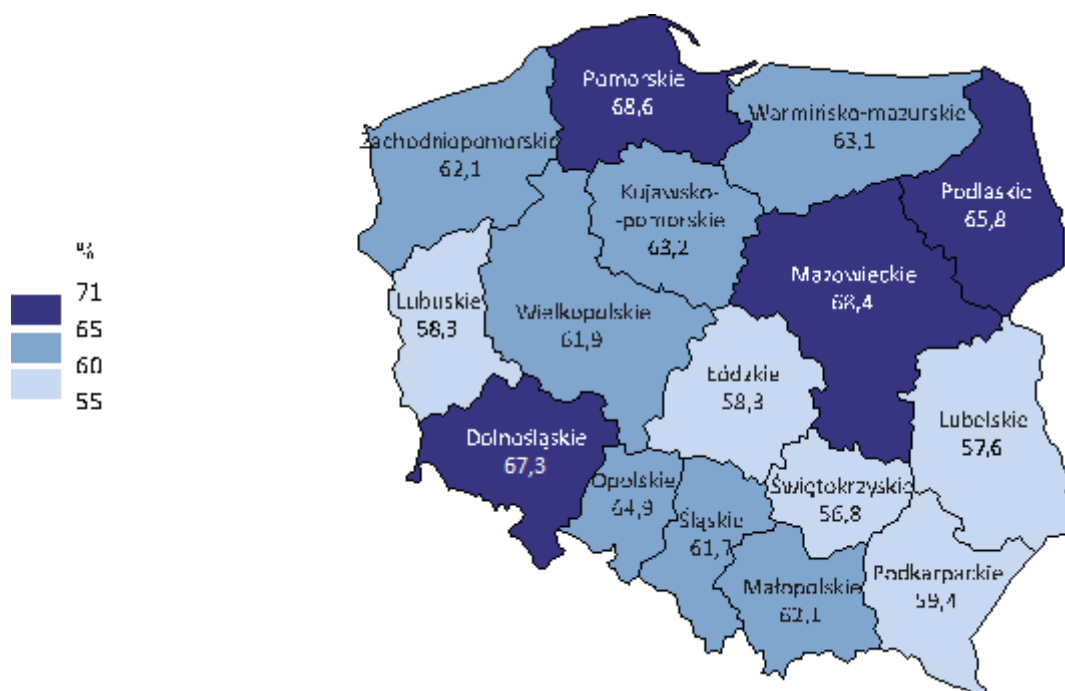 %
71
65
60
55
Pomorskie
68,6
Warmińsko-mazurskie
63,1
Zachodniopomorskie
62,1
Podlaskie
65,8
Kujawsko-
-pomorskie
63,2
Mazowieckie
68,4
Lubuskie
58,3
Wielkopolskie
61,9
Łódzkie
58,3
Lubelskie
57,6
Dolnośląskie
67,3
Opolskie
64,9
Świętokrzyskie
56,8
Śląskie
61,7
Małopolskie
62,1
Podkarpackie
59,4